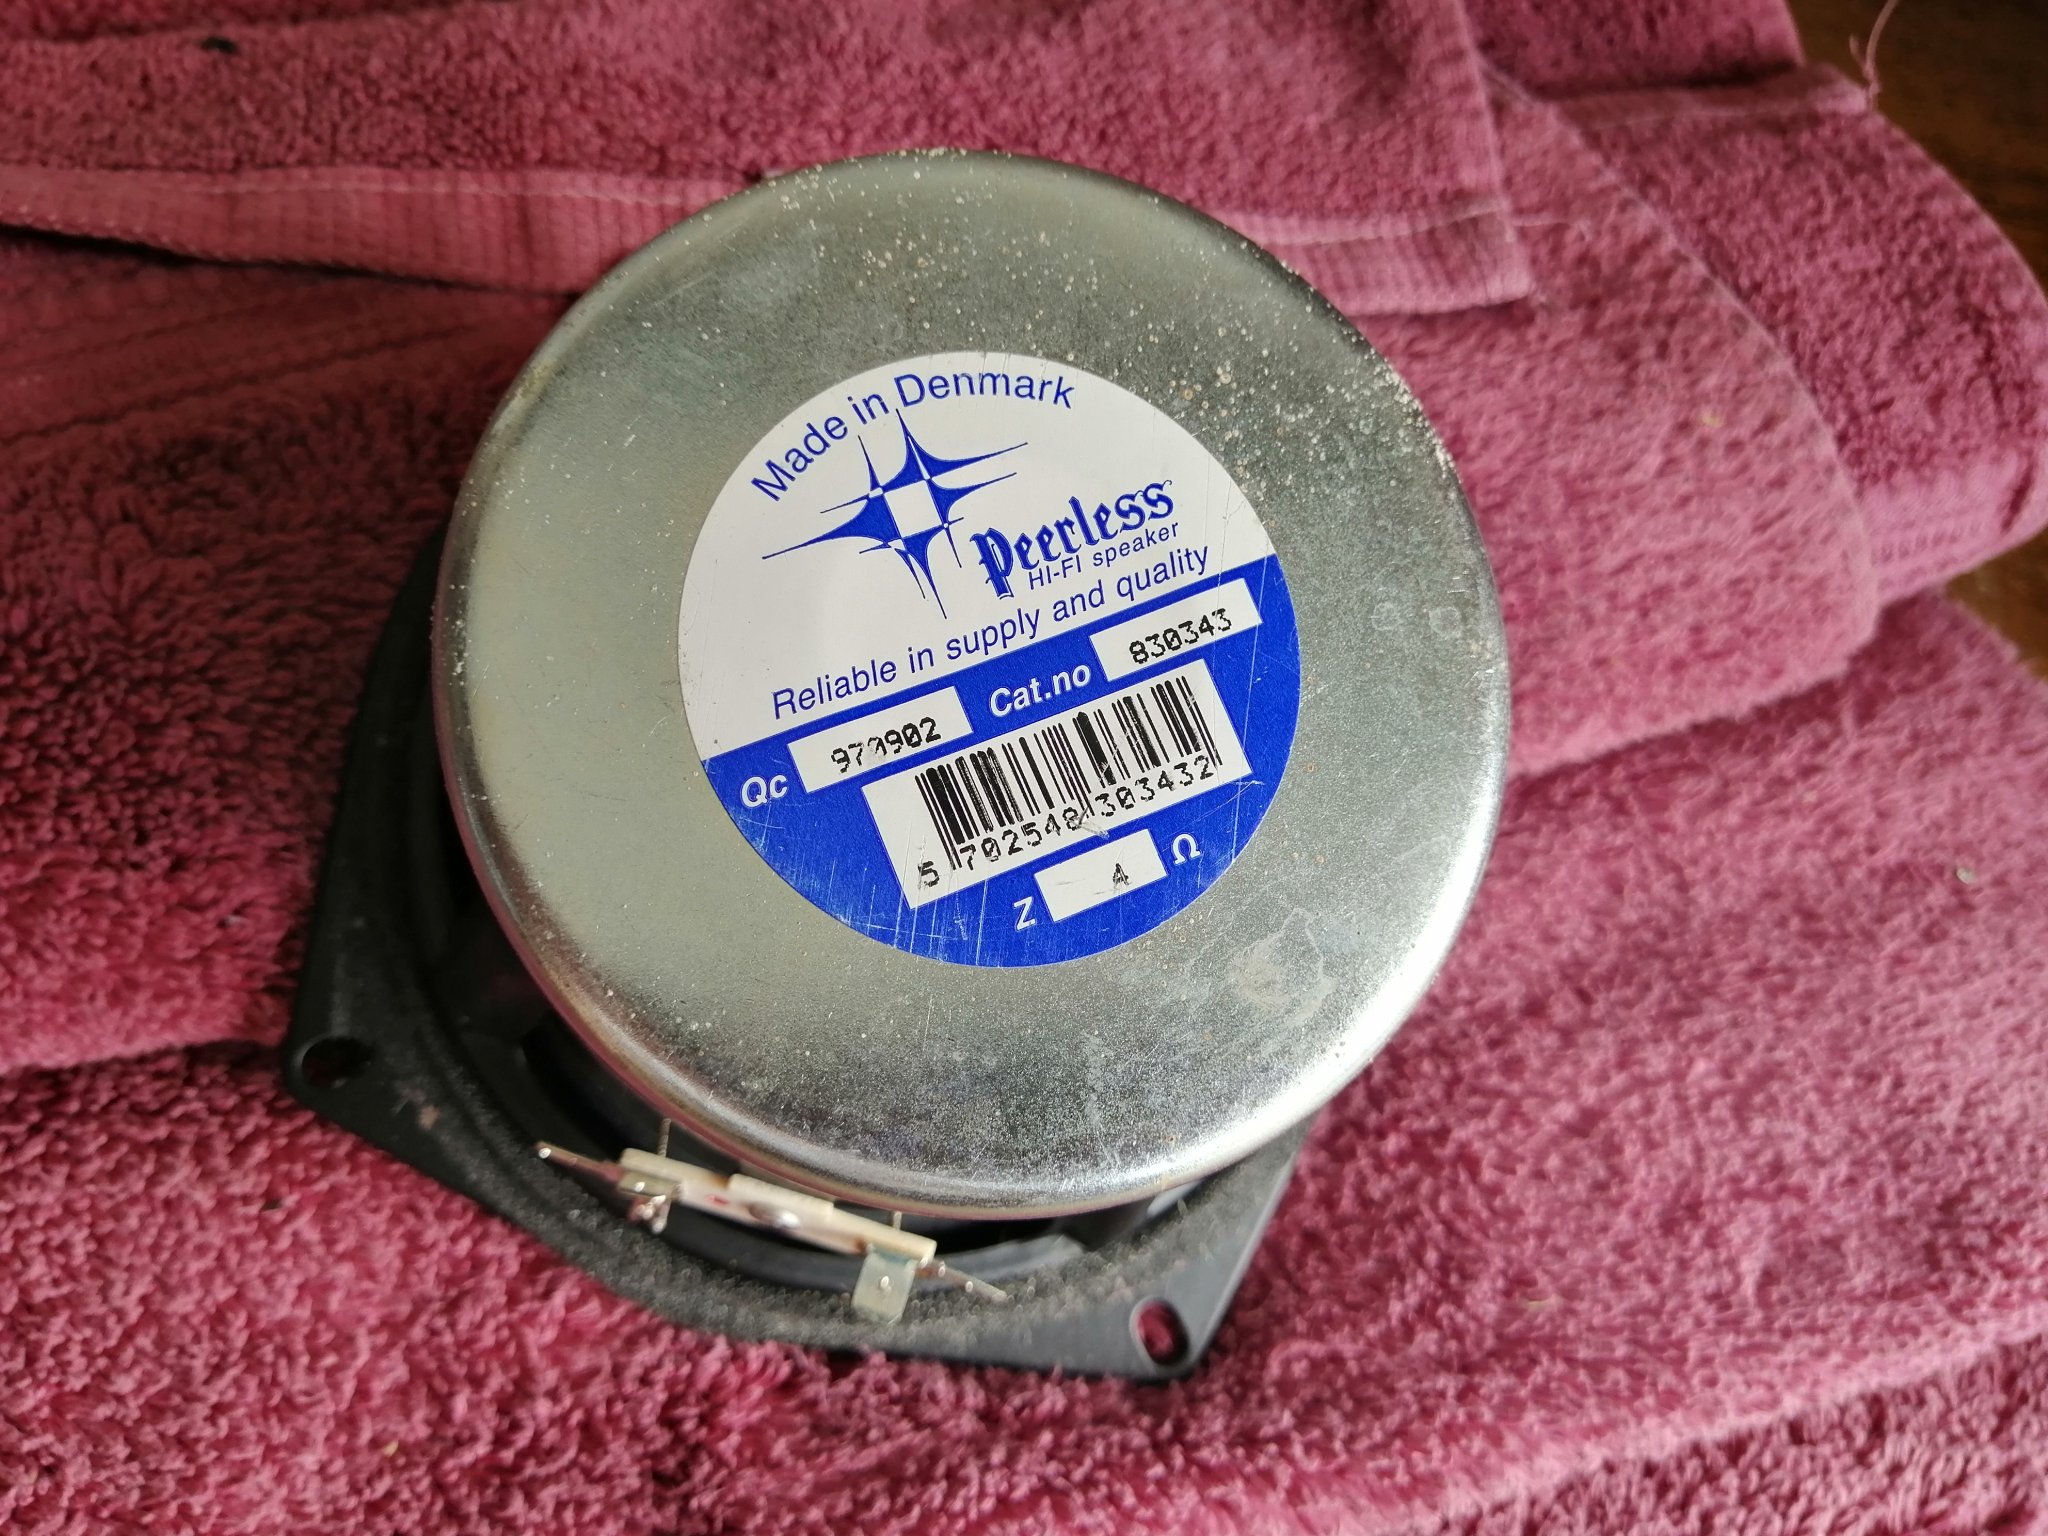 Made in Denmark
Peerless
HI-FI speaker
Reliable in supply and quality
Qc 970902 Cat.no 830343
5 702548 303432
Z 4 Ω